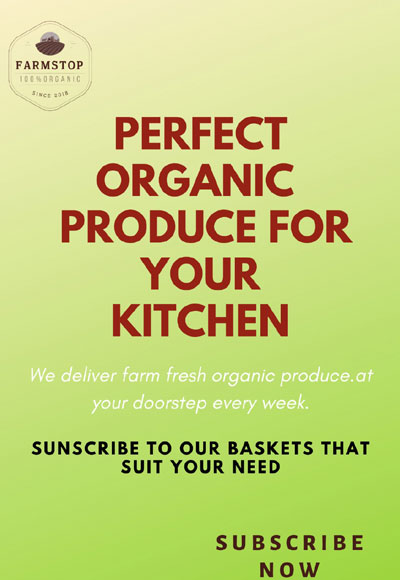 FARMSTOP
100%ORGANIC
SINCE 2018
PERFECT
ORGANIC
PRODUCE FOR
YOUR
KITCHEN
We deliver farm fresh organic produce.at
your doorstep every week.
SUNSCRIBE TO OUR BASKETS THAT
SUIT YOUR NEED
SUBSCRIBE
NOW